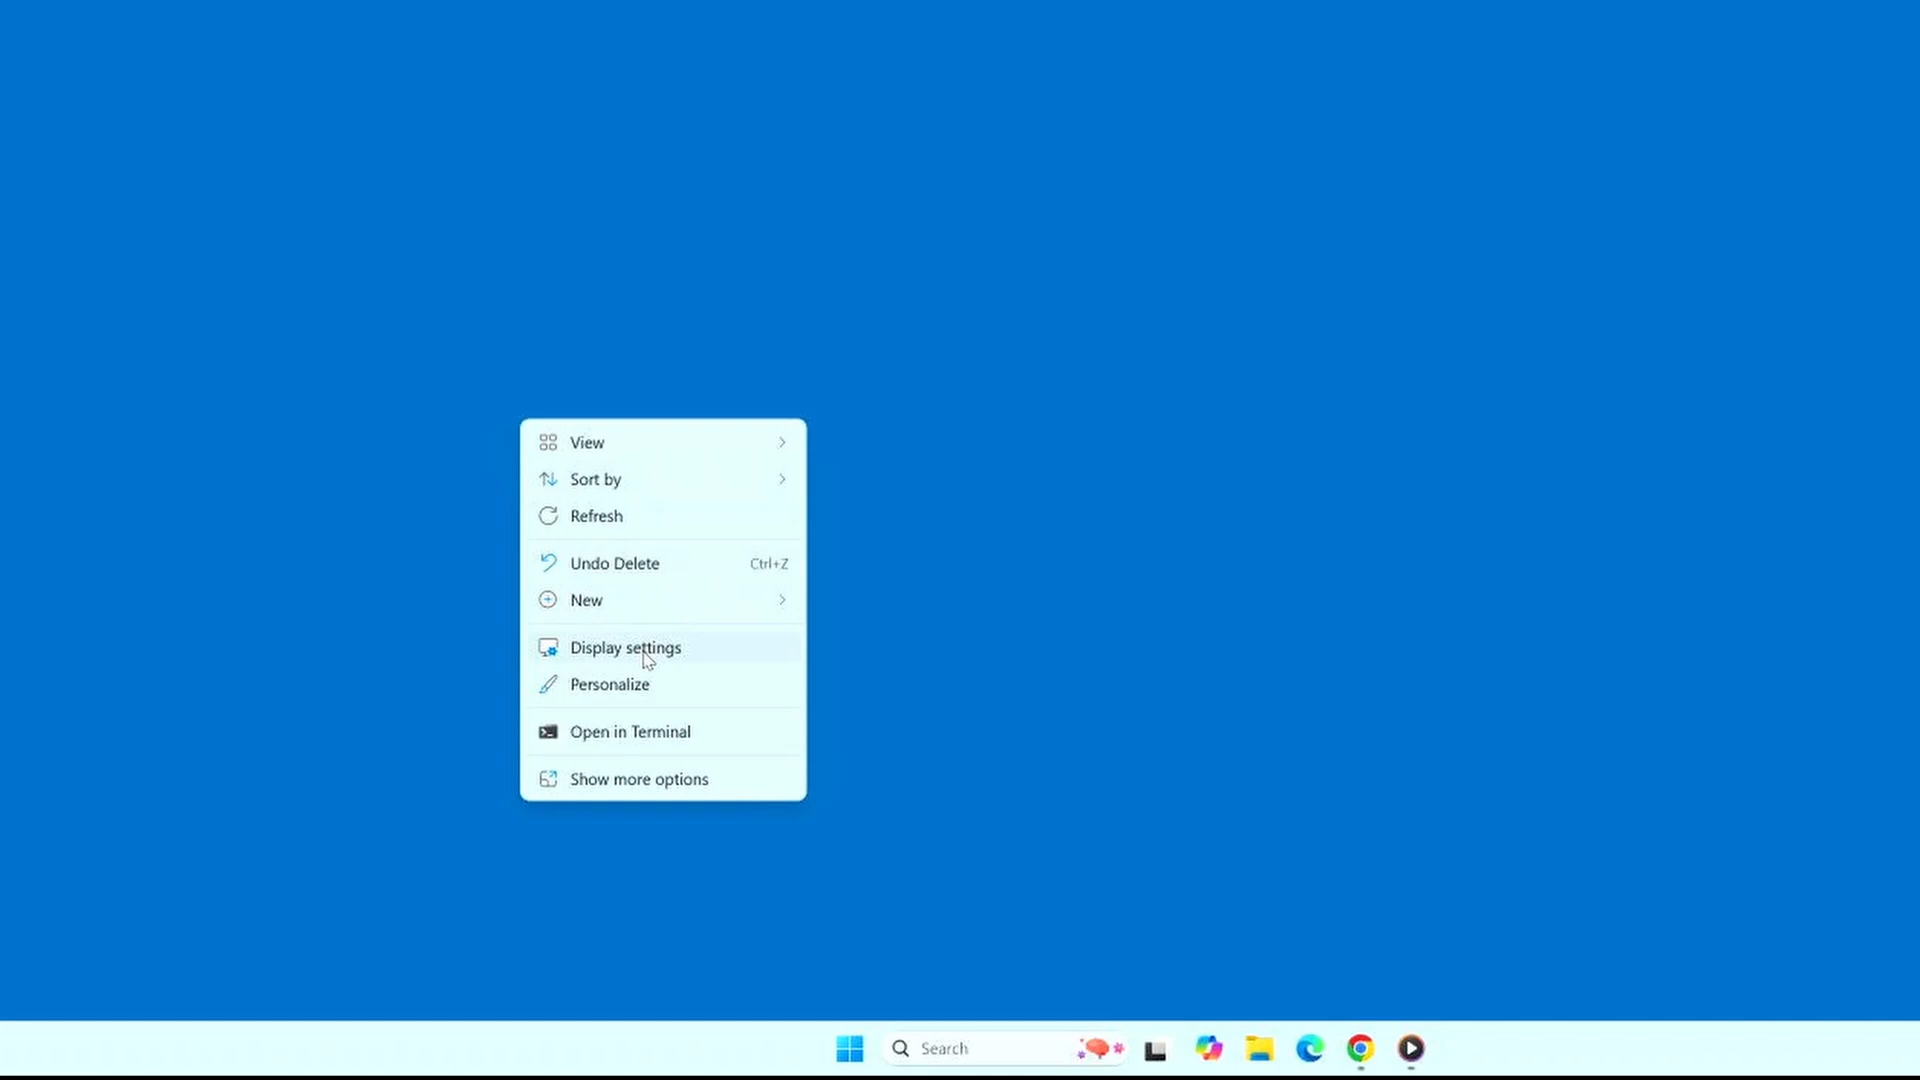 View
Sort by
Refresh
Undo Delete Ctrl+Z
New
Display settings
Personalize
Open in Terminal
Show more options
Search